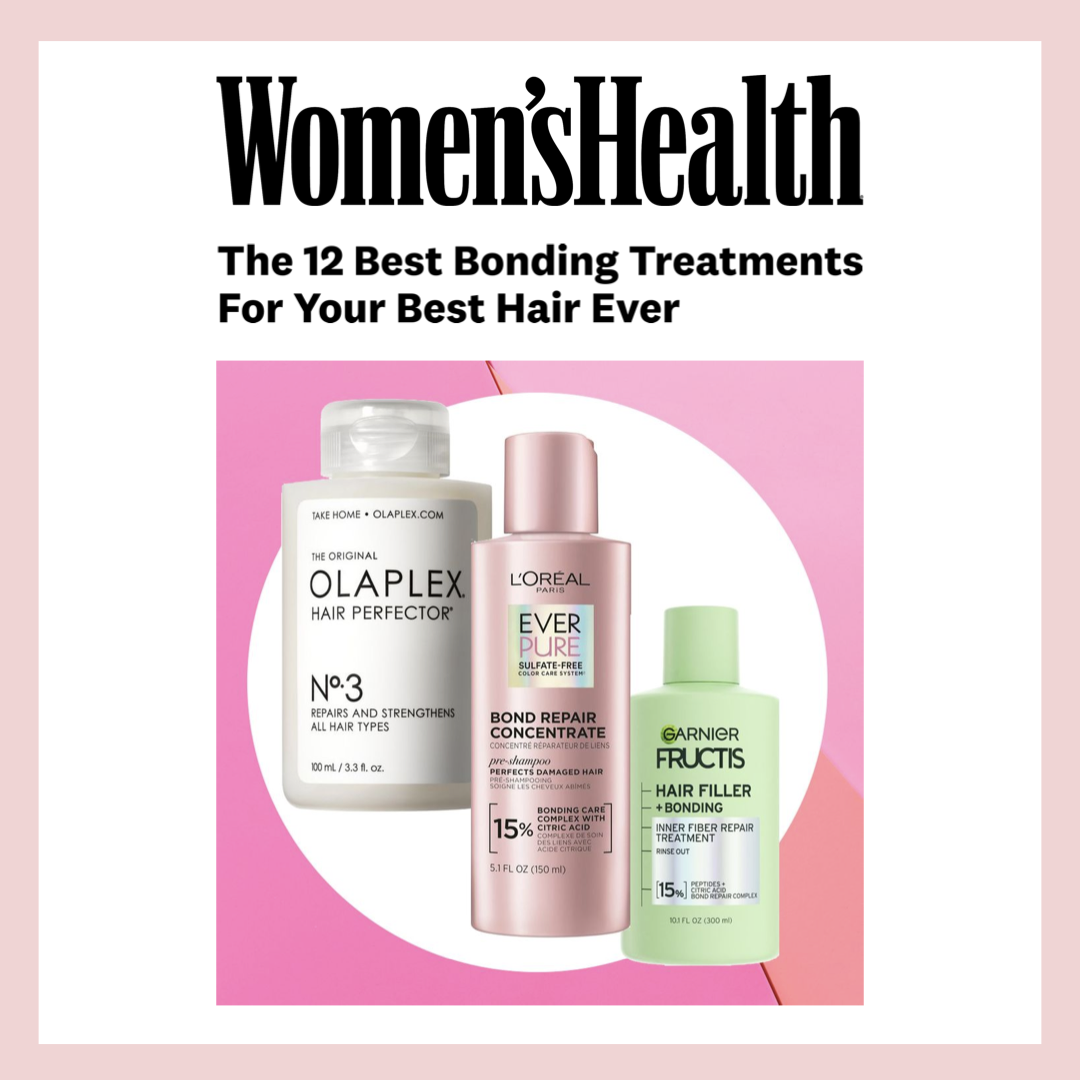 Women'sHealth
The 12 Best Bonding Treatments
For Your Best Hair Ever
TAKE HOME • OLAPLEX.COM
THE ORIGINAL
OLAPLEX.
HAIR PERFECTOR®
Nº.3
REPAIRS AND STRENGTHENS
ALL HAIR TYPES
100 mL / 3.3 fl. oz.
L'ORÉAL
PARIS
EVER
PURE
SULFATE-FREE
COLOR CARE SYSTEM†
BOND REPAIR
CONCENTRATE
CONCENTRÉ RÉPARATEUR DE LIENS
pre-shampoo
PERFECTS DAMAGED HAIR
PRÉ-SHAMPOOING
SOIGNE LES CHEVEUX ABÎMÉS
15%
BONDING CARE
COMPLEX WITH
CITRIC ACID
COMPLEXE DE SOIN
DES LIENS AVEC
ACIDE CITRIQUE
5.1 FL OZ (150 ml)
GARNIER
FRUCTIS
HAIR FILLER
+ BONDING
INNER FIBER REPAIR
TREATMENT
RINSE OUT
15%
PEPTIDES +
CITRIC ACID
BOND REPAIR COMPLEX
10.1 FL OZ (300 ml)